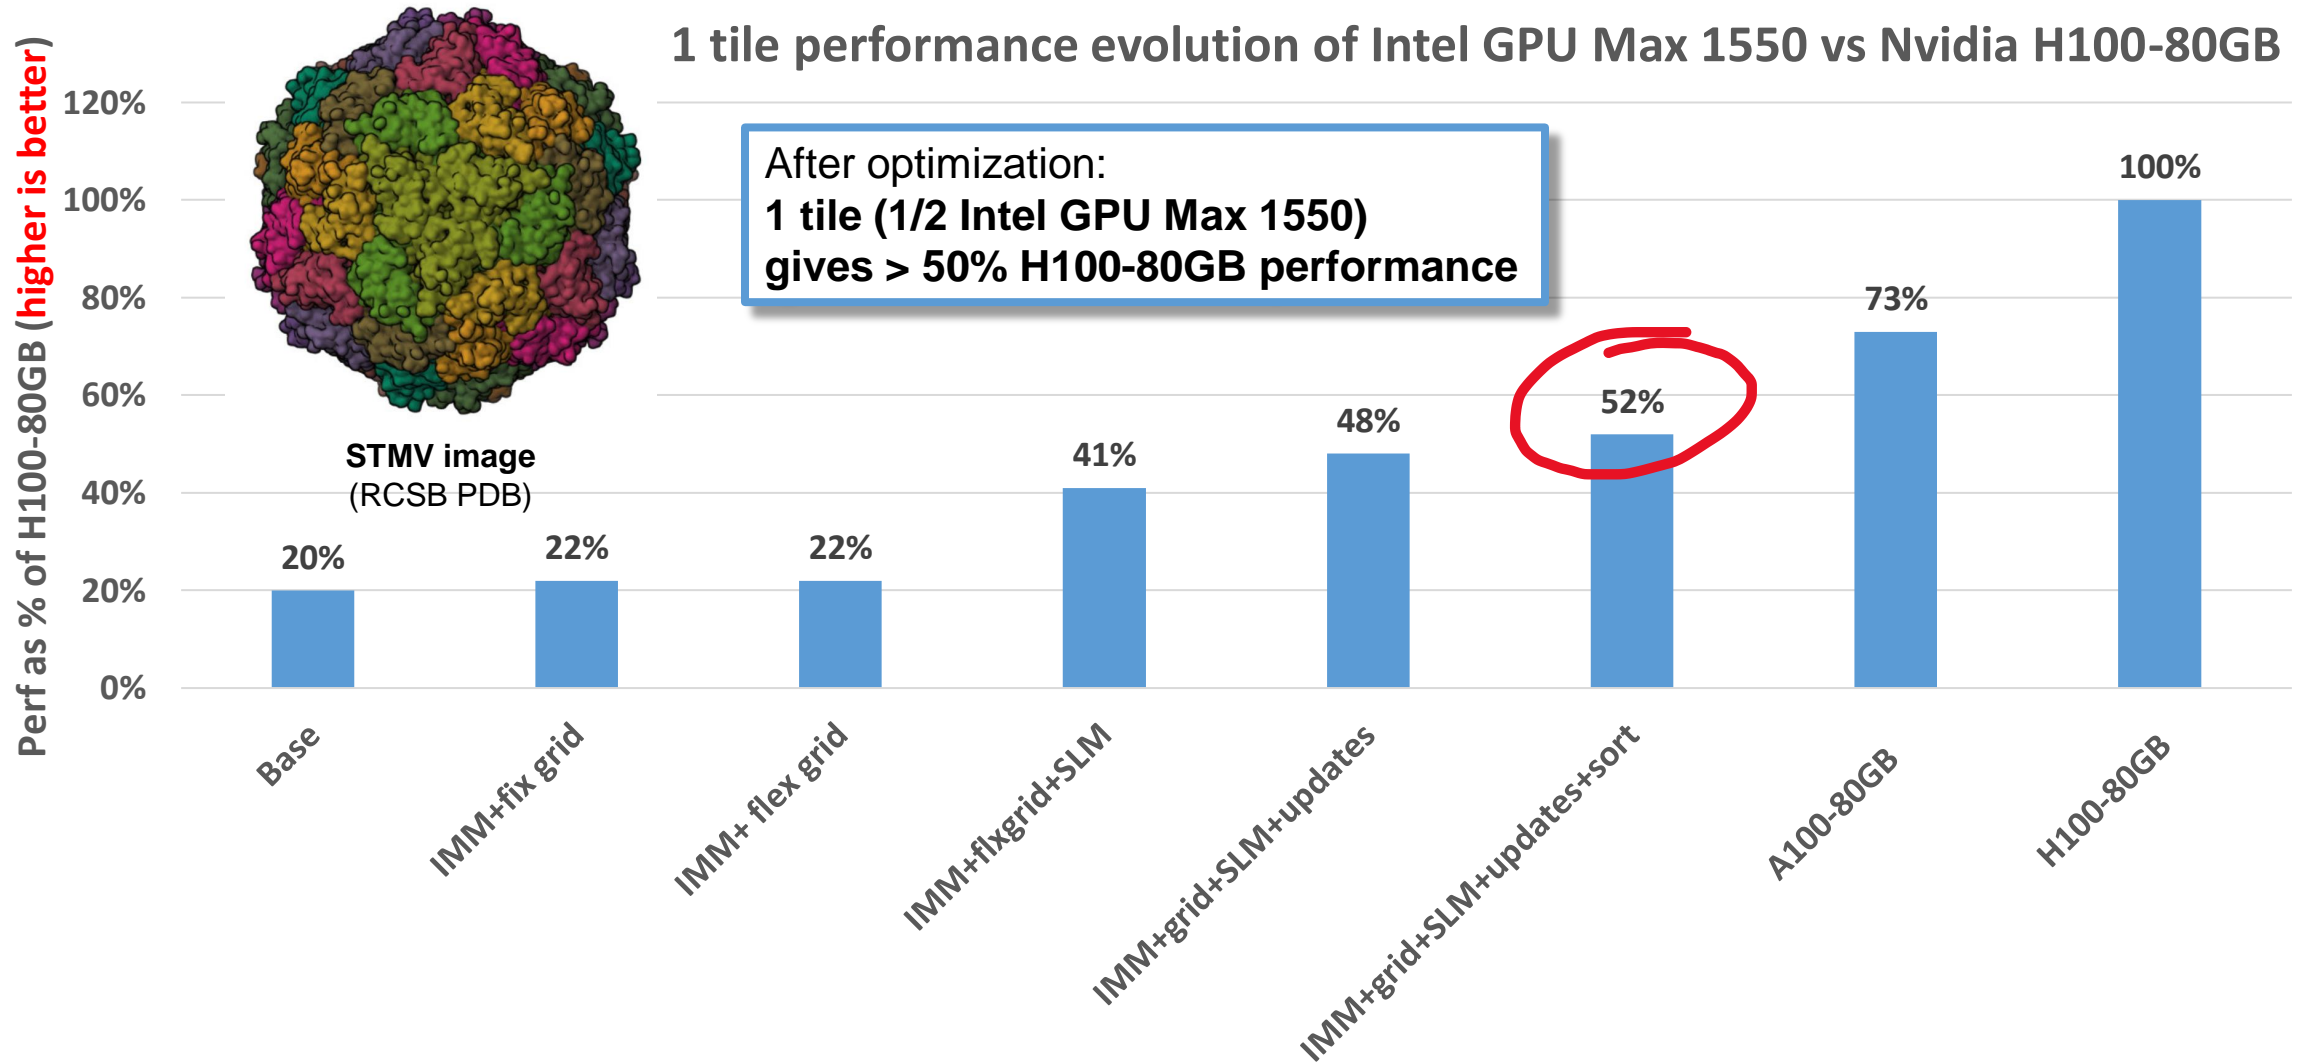 1 tile performance evolution of Intel GPU Max 1550 vs Nvidia H100-80GB
Perf as % of H100-80GB (higher is better)
120%
100%
80%
60%
40%
20%
0%
STMV image
(RCSB PDB)
After optimization:
1 tile (1/2 Intel GPU Max 1550)
gives > 50% H100-80GB performance
20%
22%
22%
41%
48%
52%
73%
100%
Base
IMM+fix grid
IMM+ flex grid
IMM+flxgrid+SLM
IMM+grid+SLM+updates
IMM+grid+SLM+updates+sort
A100-80GB
H100-80GB